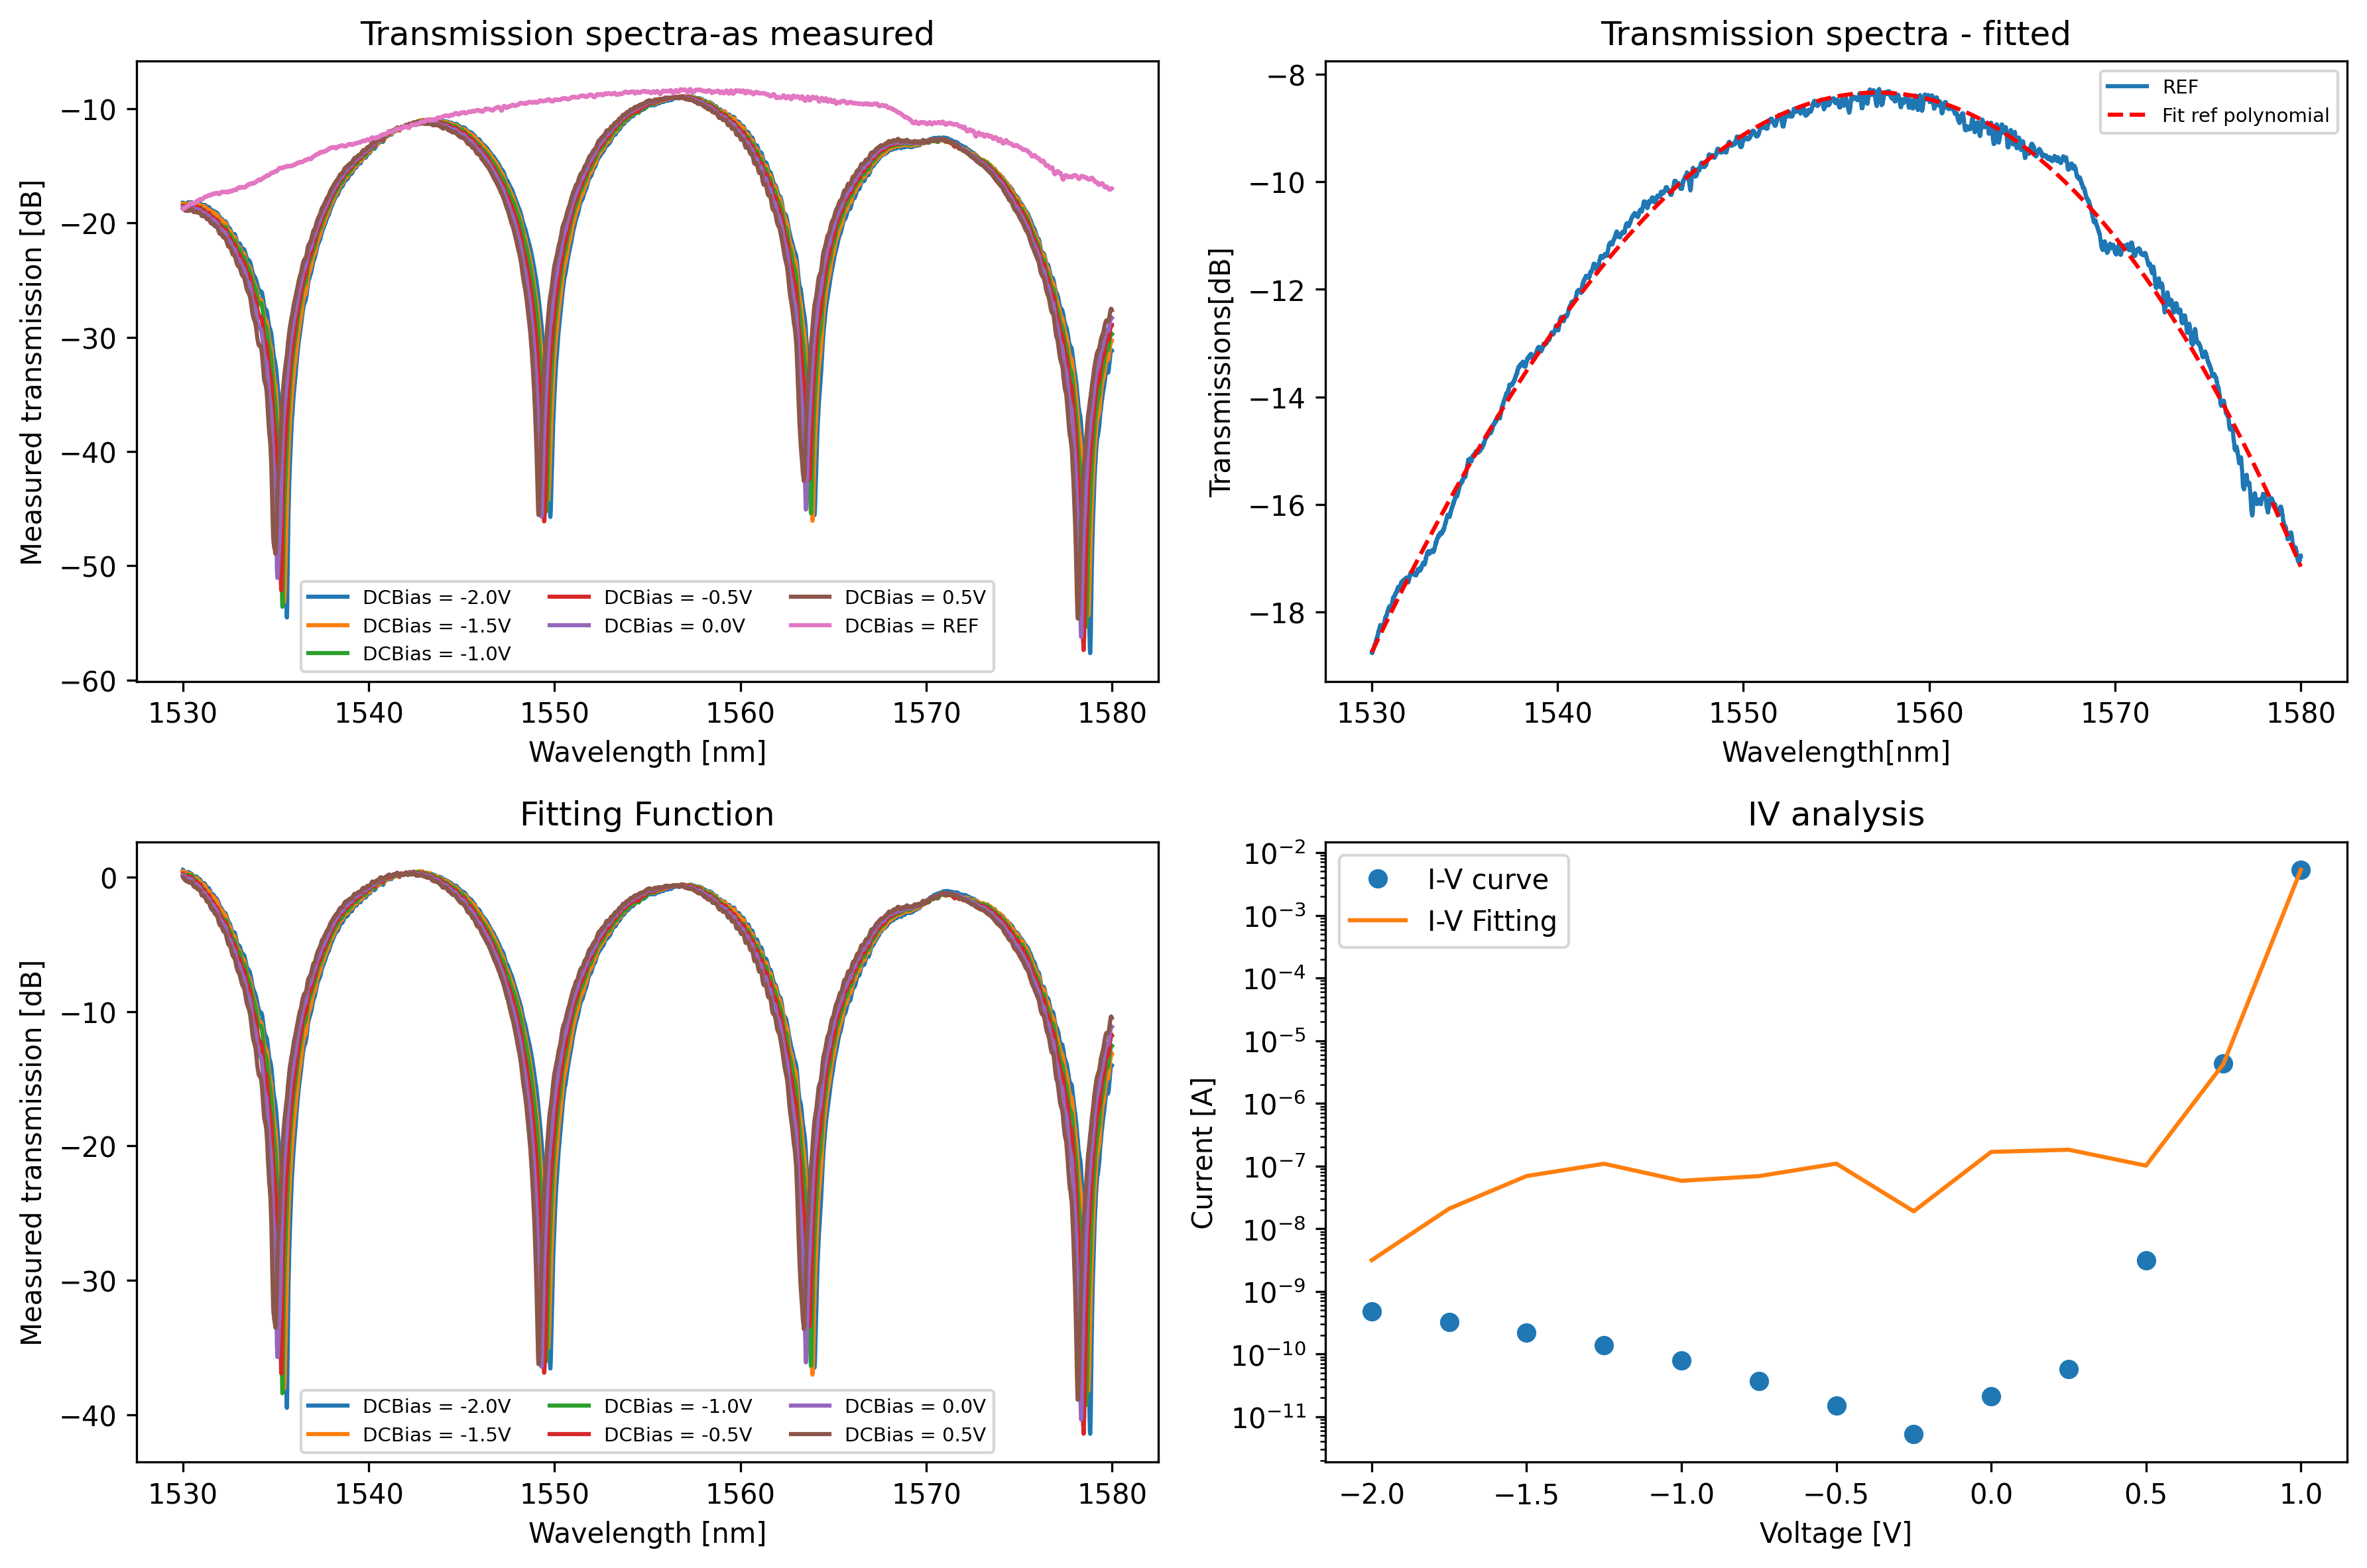 Transmission spectra-as measured
Measured transmission [dB]
−10
−20
−30
−40
−50
−60
DCBias = -2.0V
DCBias = -1.5V
DCBias = -1.0V
DCBias = -0.5V
DCBias = 0.0V
DCBias = 0.5V
DCBias = REF
1530 1540 1550 1560 1570 1580
Wavelength [nm]
Transmission spectra - fitted
Transmissions[dB]
−8
−10
−12
−14
−16
−18
REF
Fit ref polynomial
1530 1540 1550 1560 1570 1580
Wavelength[nm]
Fitting Function
Measured transmission [dB]
0
−10
−20
−30
−40
DCBias = -2.0V
DCBias = -1.5V
DCBias = -1.0V
DCBias = -0.5V
DCBias = 0.0V
DCBias = 0.5V
1530 1540 1550 1560 1570 1580
Wavelength [nm]
IV analysis
Current [A]
10⁻²
10⁻³
10⁻⁴
10⁻⁵
10⁻⁶
10⁻⁷
10⁻⁸
10⁻⁹
10⁻¹⁰
10⁻¹¹
I-V curve
I-V Fitting
−2.0 −1.5 −1.0 −0.5 0.0 0.5 1.0
Voltage [V]